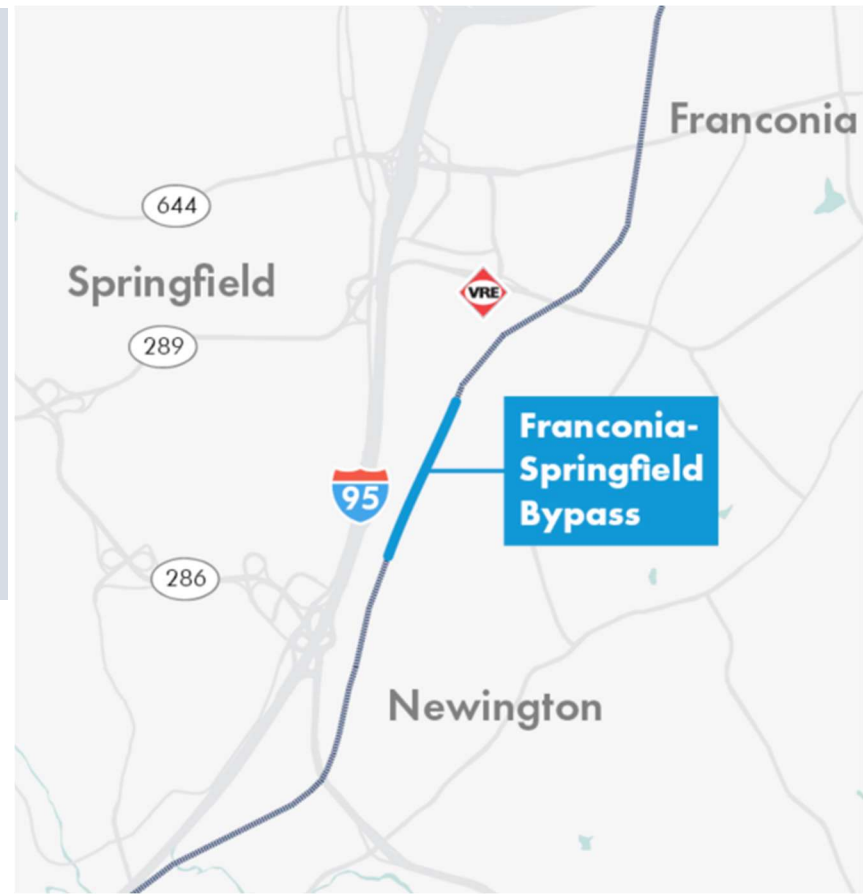 Franconia
644
Springfield
VRE
289
Franconia-
Springfield
Bypass
95
286
Newington